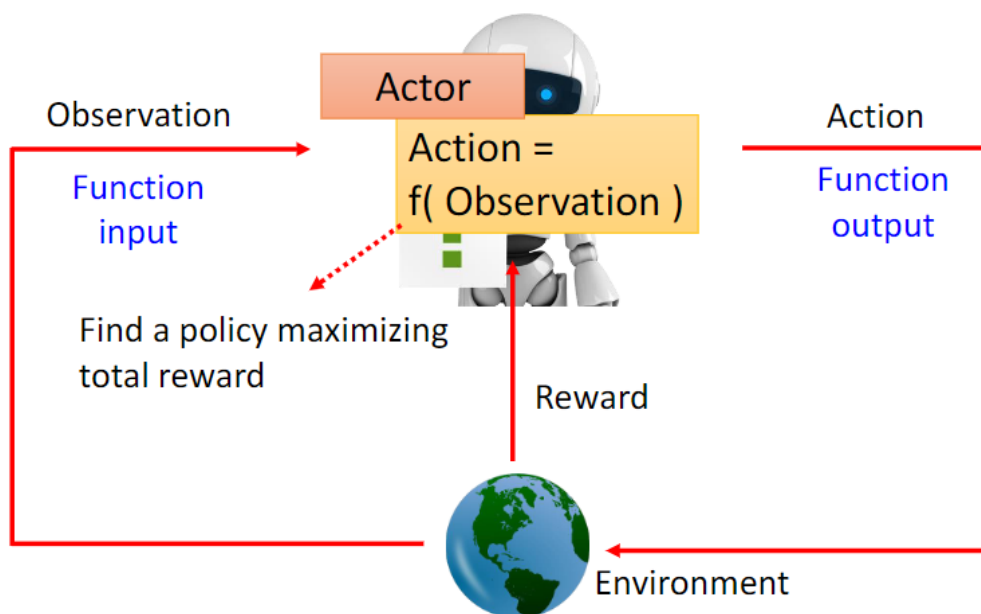 Actor
Observation
Action
Action =
f( Observation )
Function
input
Function
output
Find a policy maximizing
total reward
Reward
Environment